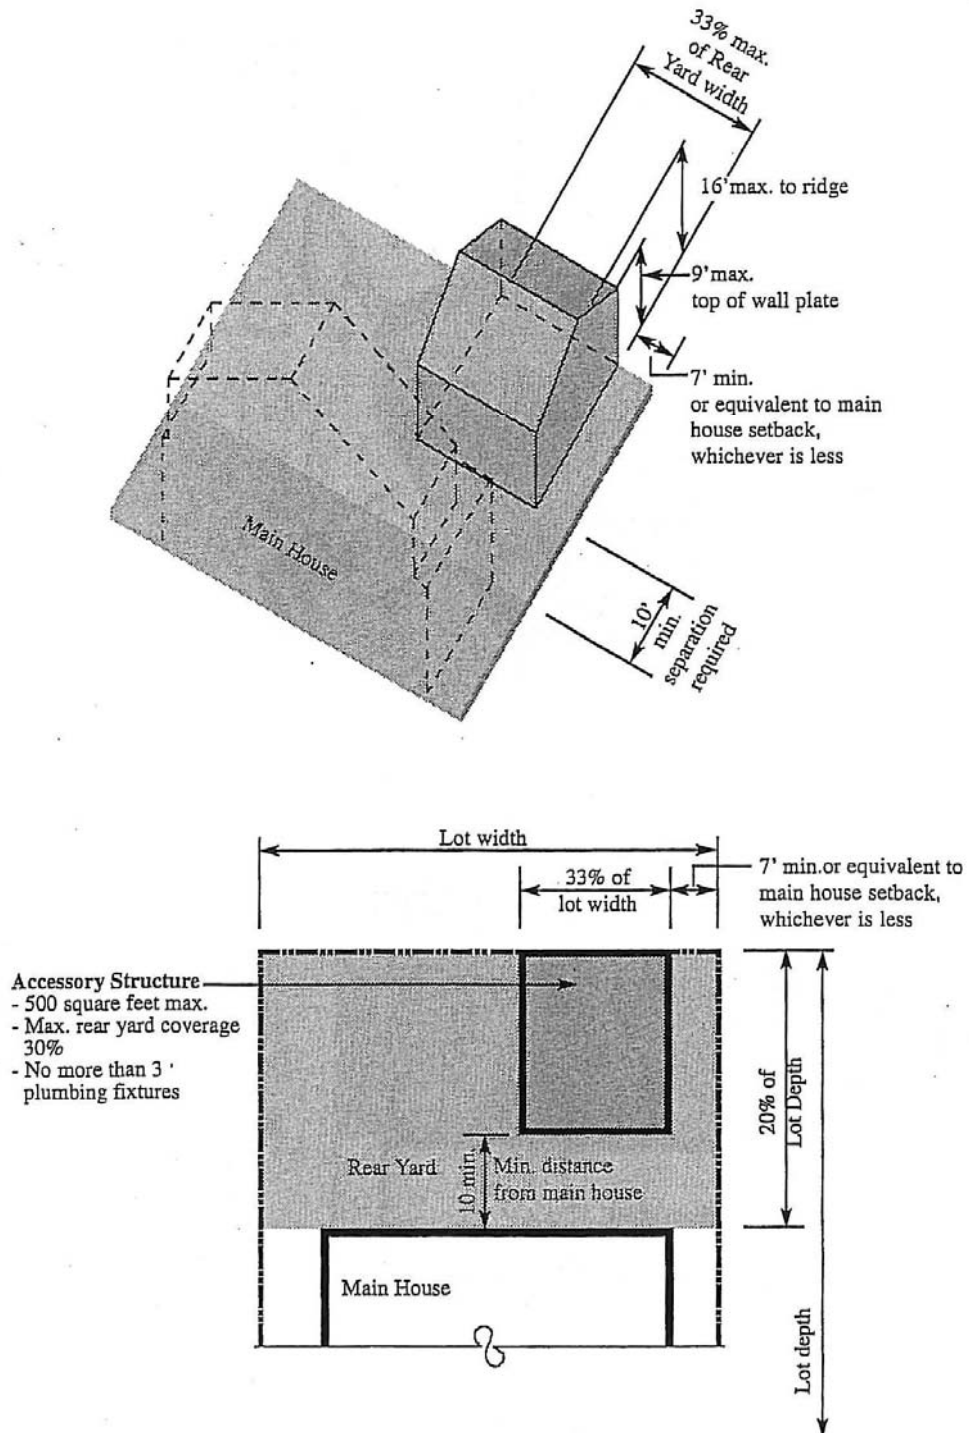 33% max.
of Rear
Yard width
16' max. to ridge
9' max.
top of wall plate
7' min.
or equivalent to main
house setback,
whichever is less
Main House
10'
min.
separation
required
Lot width
33% of
lot width
7' min.or equivalent to
main house setback,
whichever is less
Accessory Structure
- 500 square feet max.
- Max. rear yard coverage
30%
- No more than 3 '
plumbing fixtures
20% of
Lot Depth
Rear Yard
10 min.
Min. distance
from main house
Main House
Lot depth